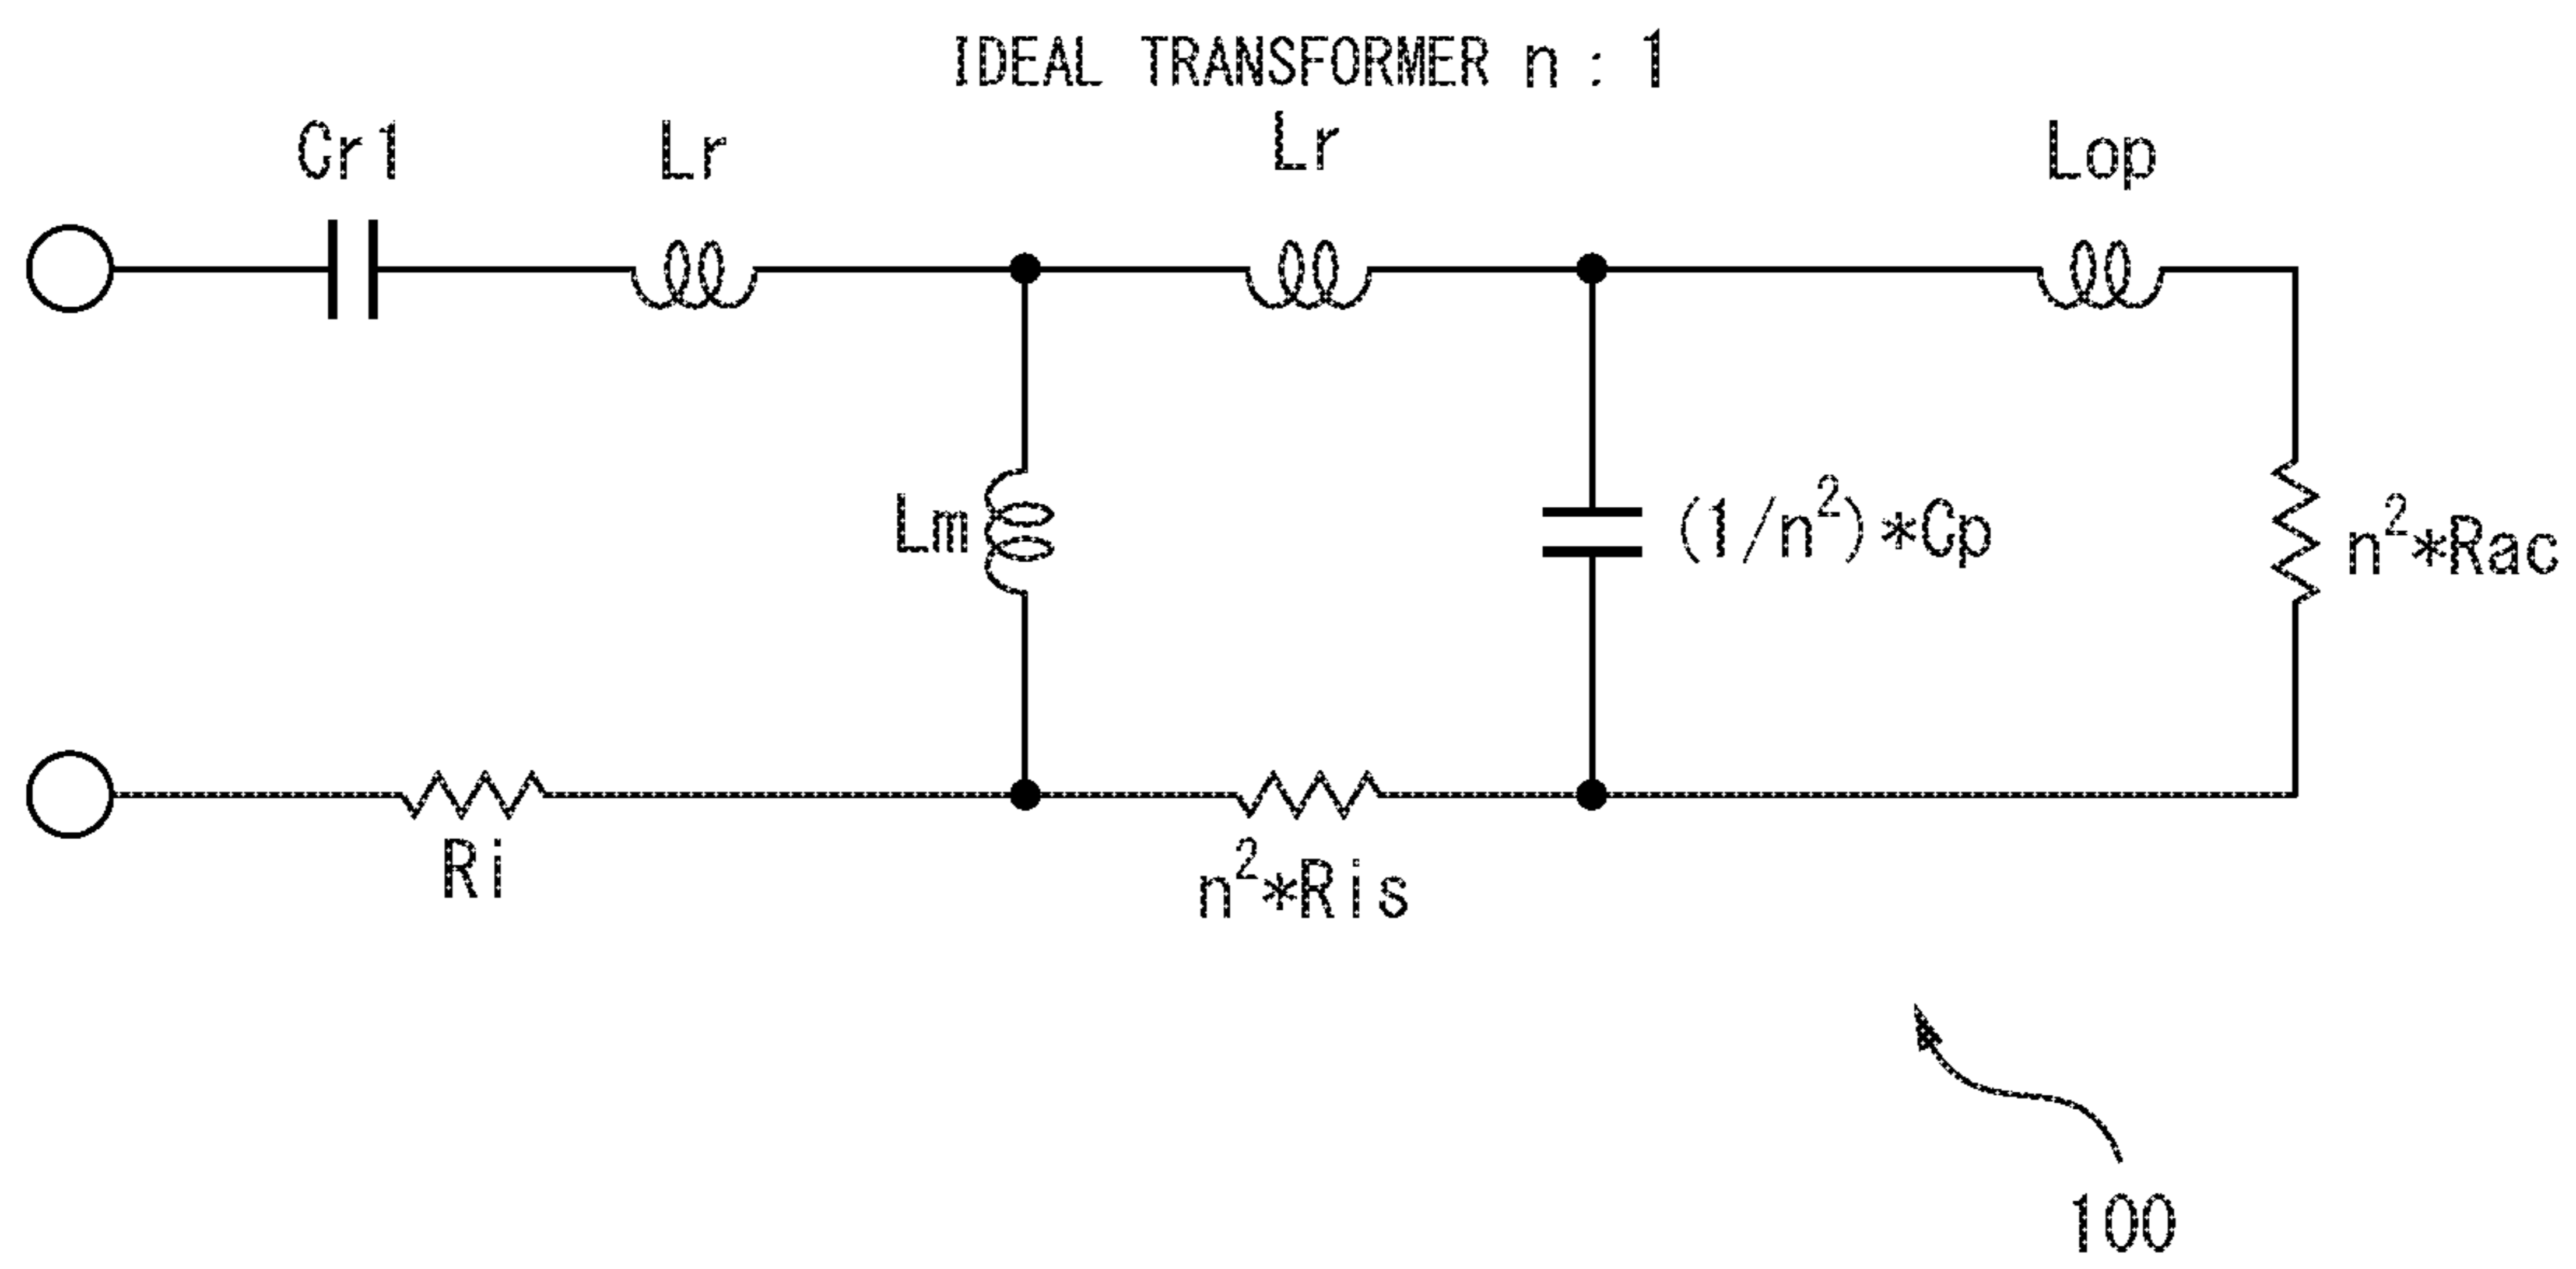 IDEAL TRANSFORMER n : 1
Cr1
Lr
Lr
Lop
Lm
(1/n²)*Cp
n²*Rac
Ri
n²*Ris
100